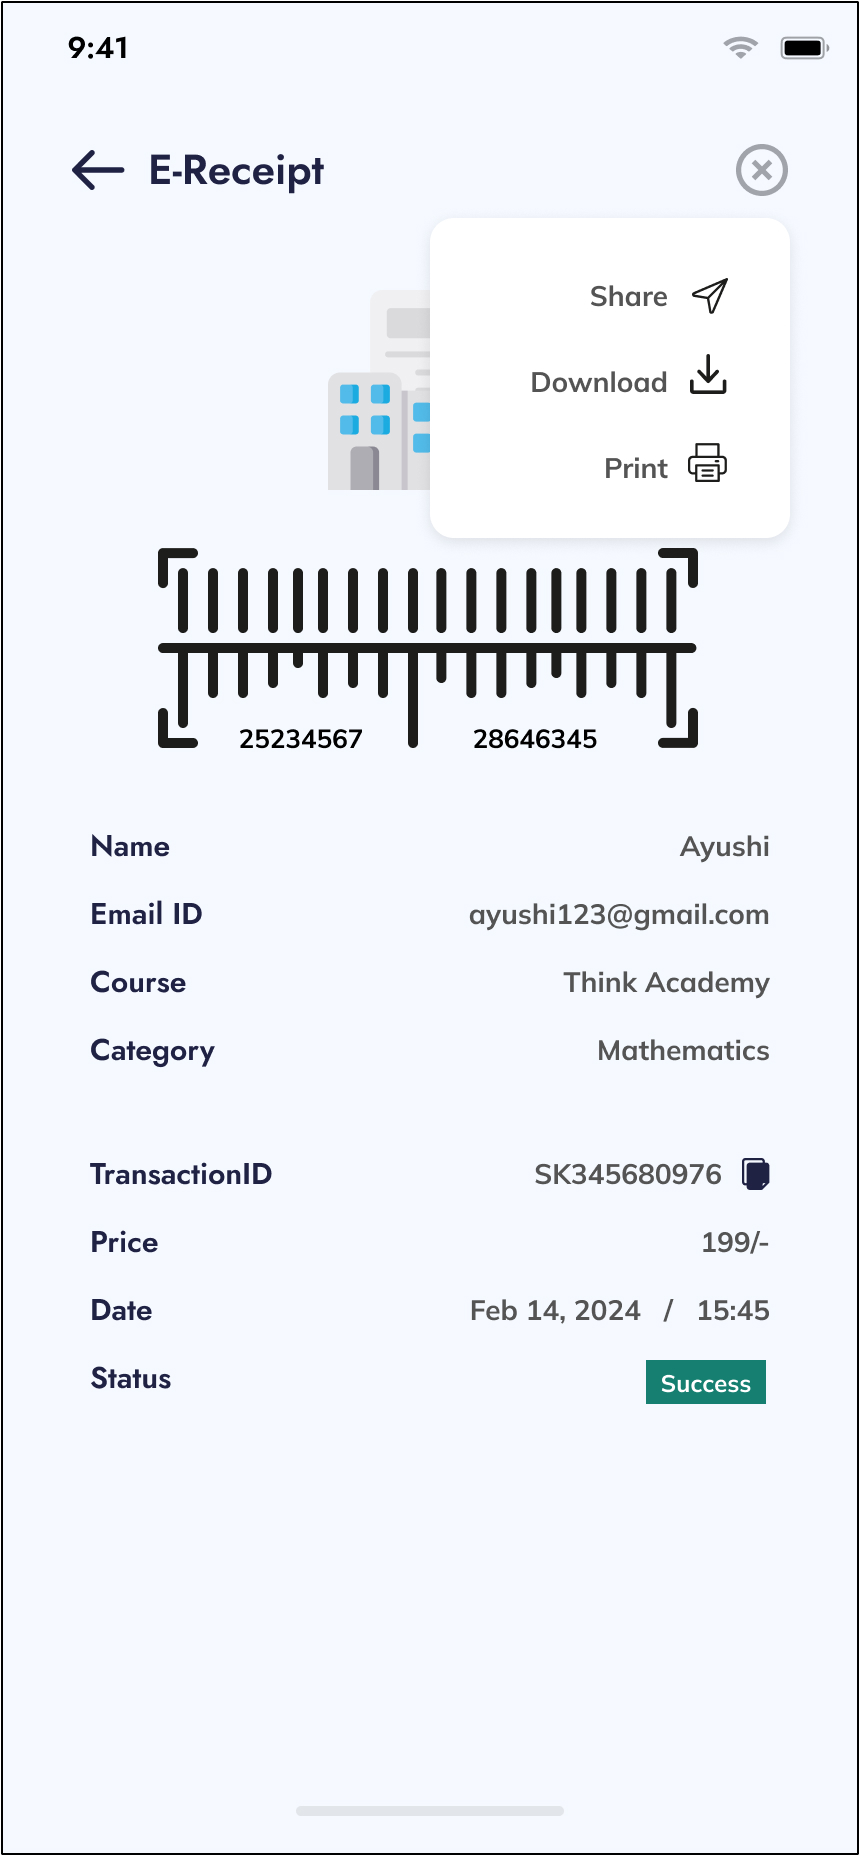 9:41
E-Receipt
Share
Download
Print
25234567 28646345
Name Ayushi
Email ID ayushi123@gmail.com
Course Think Academy
Category Mathematics
TransactionID SK345680976
Price 199/-
Date Feb 14, 2024 / 15:45
Status Success